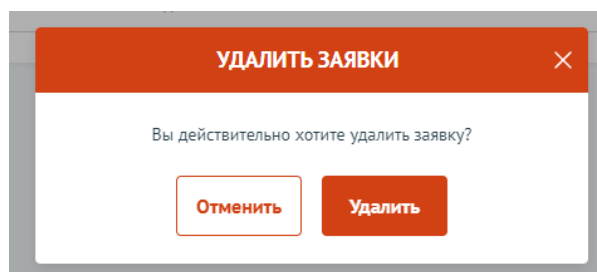 УДАЛИТЬ ЗАЯВКИ
Вы действительно хотите удалить заявку?
Отменить
Удалить